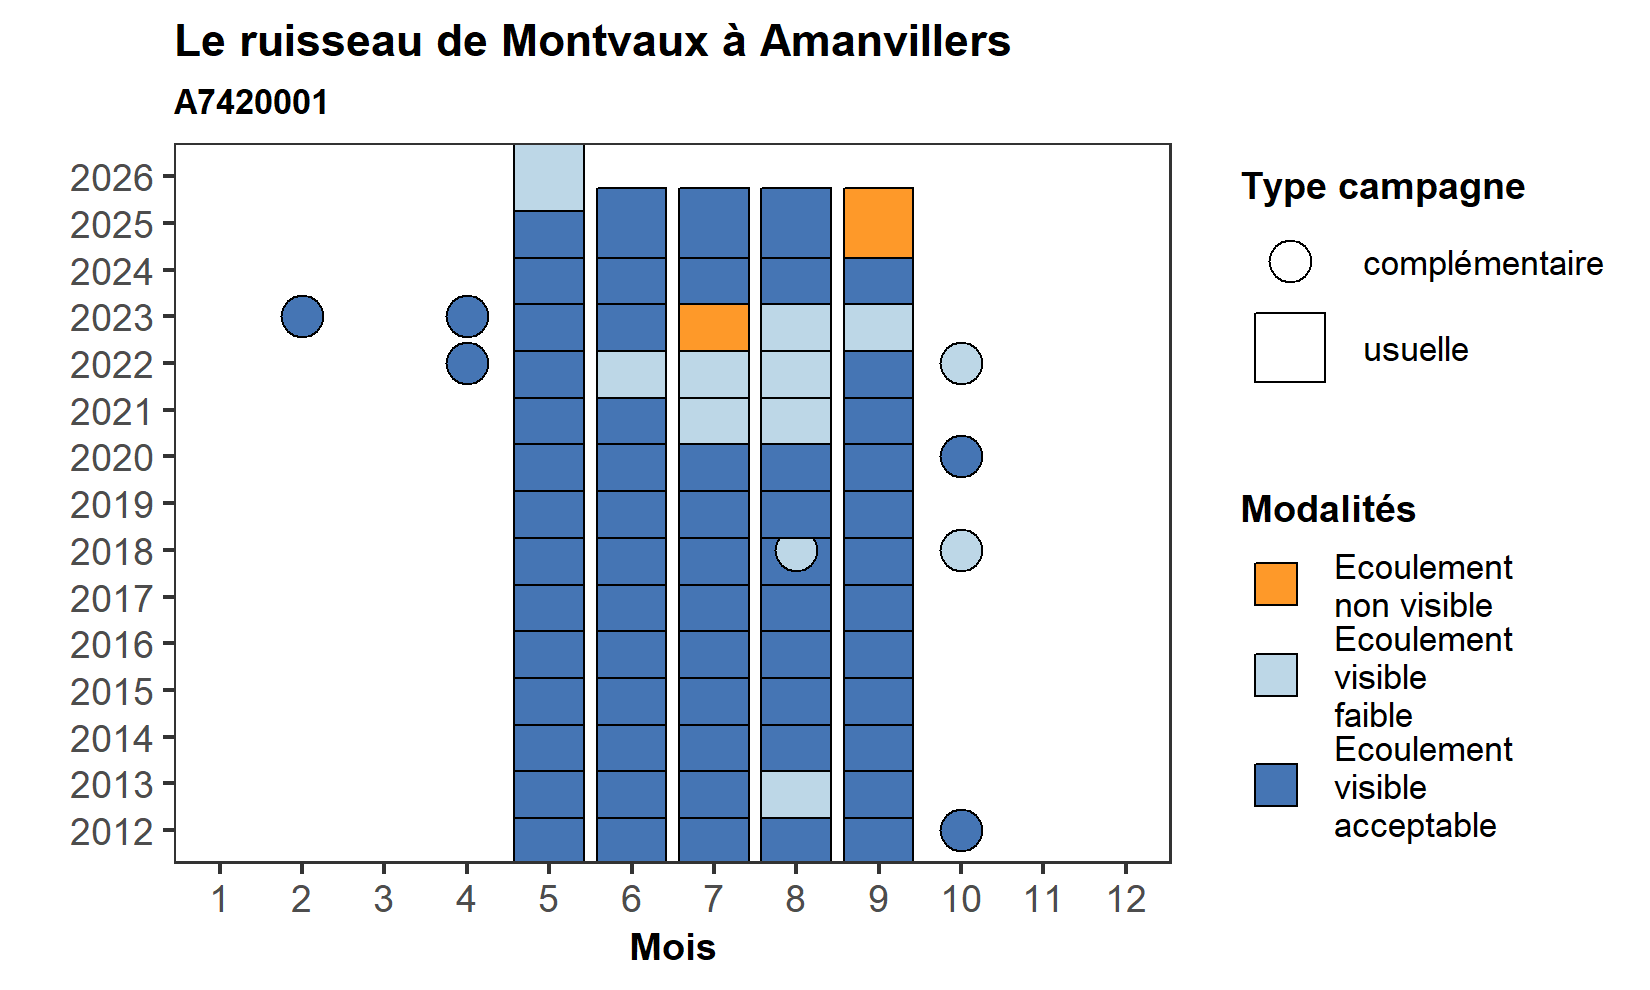 Le ruisseau de Montvaux à Amanvillers
A7420001
2026
2025
2024
2023
2022
2021
2020
2019
2018
2017
2016
2015
2014
2013
2012
1 2 3 4 5 6 7 8 9 10 11 12
Mois
Type campagne
complémentaire
usuelle
Modalités
Ecoulement
non visible
Ecoulement
visible
faible
Ecoulement
visible
acceptable